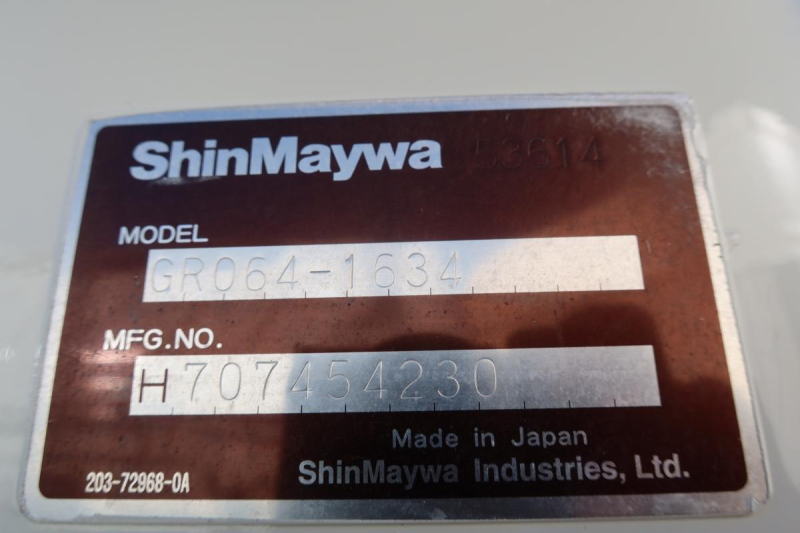 ShinMaywa 53614
MODEL
GR064-1634
MFG.NO.
H707454230
Made in Japan
203-72968-0A ShinMaywa Industries, Ltd.